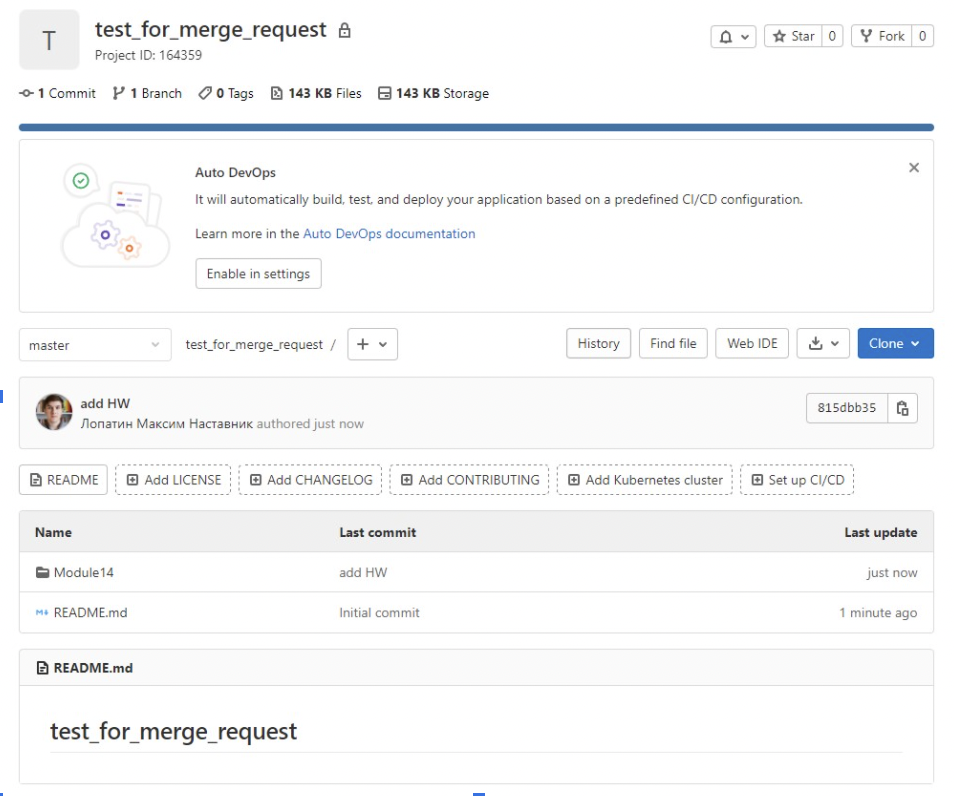 T
test_for_merge_request
Project ID: 164359
Star 0 Fork 0
1 Commit 1 Branch 0 Tags 143 KB Files 143 KB Storage
Auto DevOps
It will automatically build, test, and deploy your application based on a predefined CI/CD configuration.
Learn more in the Auto DevOps documentation
Enable in settings
master test_for_merge_request / + History Find file Web IDE Clone
add HW
Лопатин Максим Наставник authored just now
815dbb35
README Add LICENSE Add CHANGELOG Add CONTRIBUTING Add Kubernetes cluster Set up CI/CD
Name Last commit Last update
Module14 add HW just now
README.md Initial commit 1 minute ago
README.md
test_for_merge_request